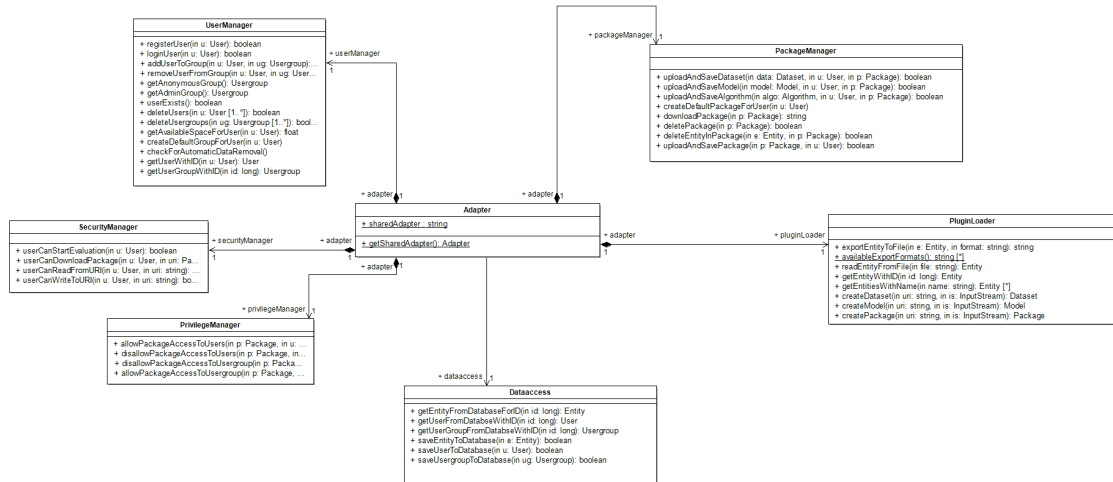 UserManager
+ registerUser(in u: User): boolean
+ loginUser(in u: User): boolean
+ addUserToGroup(in u: User, in ug: Usergroup):...
+ removeUserFromGroup(in u: User, in ug: User...
+ getAnonymousGroup(): Usergroup
+ getAdminGroup(): Usergroup
+ userExists(): boolean
+ deleteUsers(in u: User [1..*]): boolean
+ deleteUsergroups(in ug: Usergroup [1..*]): bool...
+ getAvailableSpaceForUser(in u: User): float
+ createDefaultGroupForUser(in u: User)
+ checkForAutomaticDataRemoval()
+ getUserWithID(in u: User): User
+ getUserGroupWithID(in id: long): Usergroup
+ userManager
1
+ packageManager
1
PackageManager
+ uploadAndSaveDataset(in data: Dataset, in u: User, in p: Package): boolean
+ uploadAndSaveModel(in model: Model, in u: User, in p: Package): boolean
+ uploadAndSaveAlgorithm(in algo: Algorithm, in u: User, in p: Package): boolean
+ createDefaultPackageForUser(in u: User)
+ downloadPackage(in p: Package): string
+ deletePackage(in p: Package): boolean
+ deleteEntityInPackage(in e: Entity, in p: Package): boolean
+ uploadAndSavePackage(in p: Package, in u: User): boolean
+ adapter
1
+ adapter
1
Adapter
+ sharedAdapter : string
+ getSharedAdapter(): Adapter
SecurityManager
+ userCanStartEvaluation(in u: User): boolean
+ userCanDownloadPackage(in u: User, in uri: Pa...
+ userCanReadFromURI(in u: User, in uri: string): ...
+ userCanWriteToURI(in u: User, in uri: string): bo...
+ securityManager
1
+ adapter
1
+ adapter
1
+ adapter
1
+ pluginLoader
1
PluginLoader
+ exportEntityToFile(in e: Entity, in format: string): string
+ availableExportFormats(): string [*]
+ readEntityFromFile(in file: string): Entity
+ getEntityWithID(in id: long): Entity
+ getEntitiesWithName(in name: string): Entity [*]
+ createDataset(in uri: string, in is: InputStream): Dataset
+ createModel(in uri: string, in is: InputStream): Model
+ createPackage(in uri: string, in is: InputStream): Package
+ privilegeManager
1
PrivilegeManager
+ allowPackageAccessToUsers(in p: Package, in u: ...
+ disallowPackageAccessToUsers(in p: Package, in...
+ disallowPackageAccessToUsergroup(in p: Packa...
+ allowPackageAccessToUsergroup(in p: Package, ...
+ dataaccess
1
Dataaccess
+ getEntityFromDatabaseForID(in id: long): Entity
+ getUserFromDatabseWithID(in id: long): User
+ getUserGroupFromDatabseWithID(in id: long): Usergroup
+ saveEntityToDatabase(in e: Entity): boolean
+ saveUserToDatabase(in u: User): boolean
+ saveUsergroupToDatabase(in ug: Usergroup): boolean